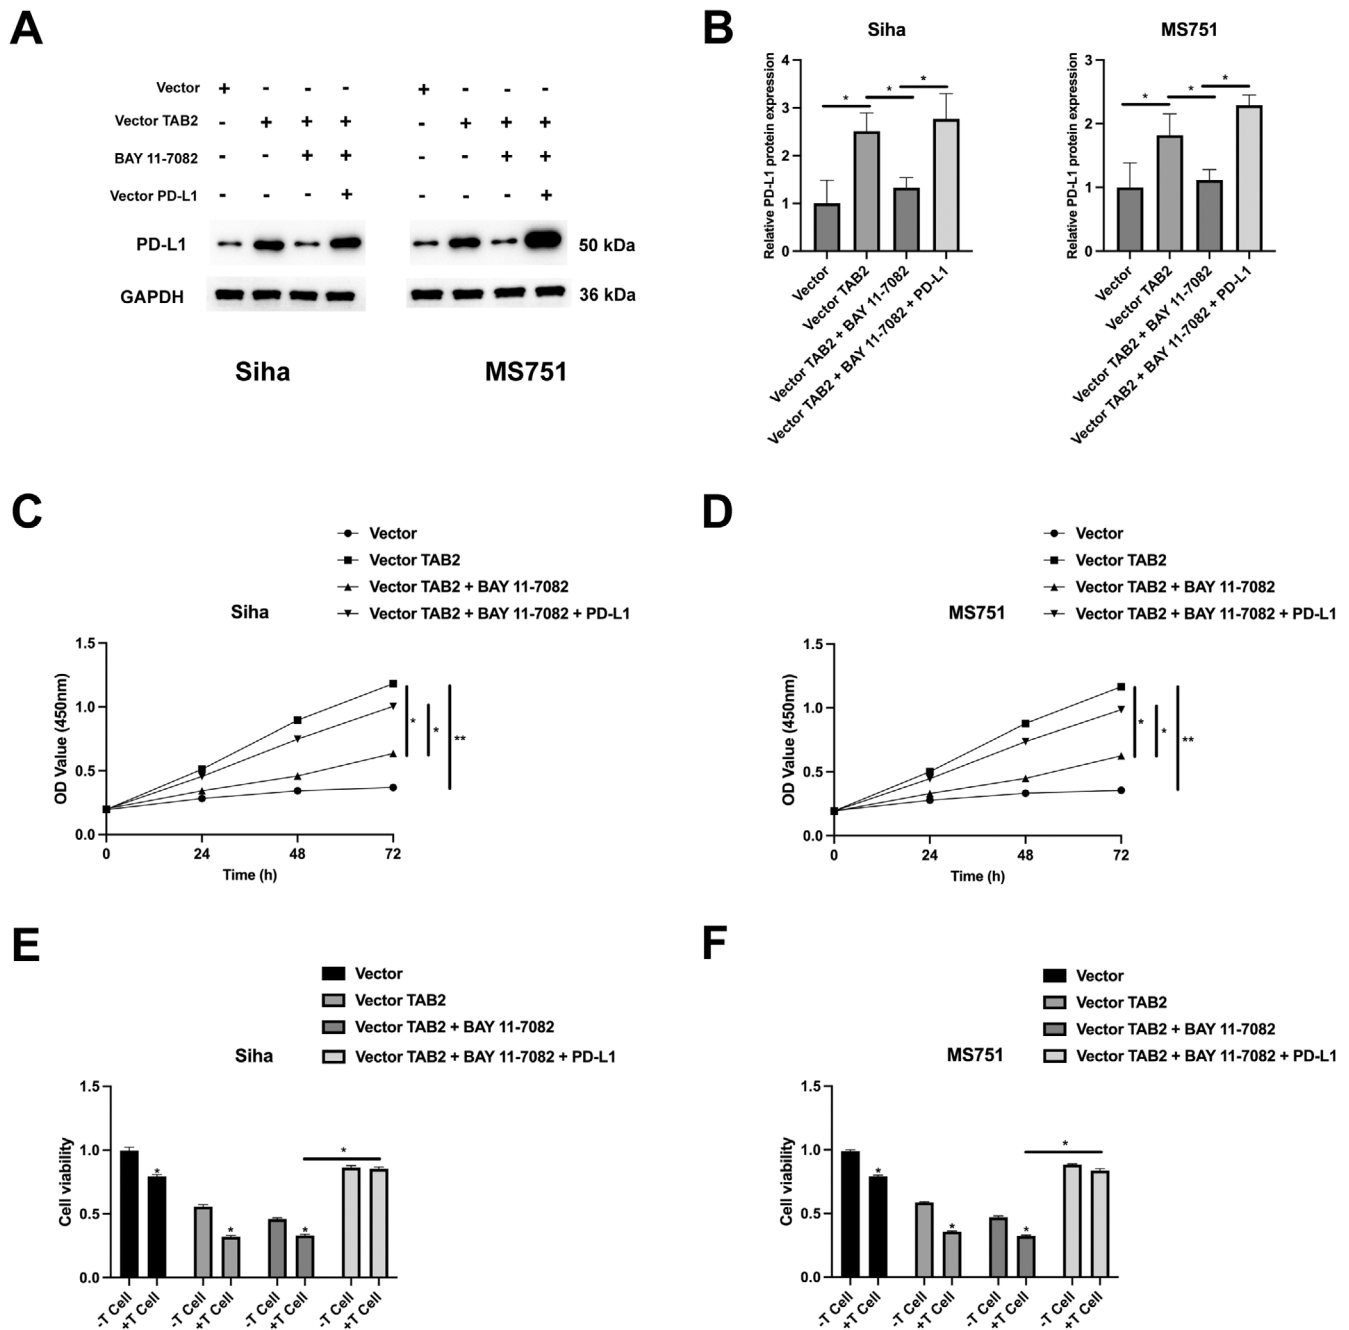 A
Vector + - - - + - - -
Vector TAB2 - + + + - + + +
BAY 11-7082 - - + + - - + +
Vector PD-L1 - - - + - - - +
PD-L1 50 kDa
GAPDH 36 kDa
Siha MS751
B
Siha
Relative PD-L1 protein expression
4
3
2
1
0
* * *
Vector
Vector TAB2
Vector TAB2 + BAY 11-7082
Vector TAB2 + BAY 11-7082 + PD-L1
MS751
Relative PD-L1 protein expression
3
2
1
0
* * *
Vector
Vector TAB2
Vector TAB2 + BAY 11-7082
Vector TAB2 + BAY 11-7082 + PD-L1
C
Vector
Vector TAB2
Vector TAB2 + BAY 11-7082
Vector TAB2 + BAY 11-7082 + PD-L1
Siha
OD Value (450nm)
1.5
1.0
0.5
0.0
* * **
0 24 48 72
Time (h)
D
Vector
Vector TAB2
Vector TAB2 + BAY 11-7082
Vector TAB2 + BAY 11-7082 + PD-L1
MS751
OD Value (450nm)
1.5
1.0
0.5
0.0
* * **
0 24 48 72
Time (h)
E
Vector
Vector TAB2
Vector TAB2 + BAY 11-7082
Vector TAB2 + BAY 11-7082 + PD-L1
Siha
Cell viability
1.5
1.0
0.5
0.0
* * * *
-T Cell +T Cell -T Cell +T Cell -T Cell +T Cell -T Cell +T Cell
F
Vector
Vector TAB2
Vector TAB2 + BAY 11-7082
Vector TAB2 + BAY 11-7082 + PD-L1
MS751
Cell viability
1.5
1.0
0.5
0.0
* * * *
-T Cell +T Cell -T Cell +T Cell -T Cell +T Cell -T Cell +T Cell